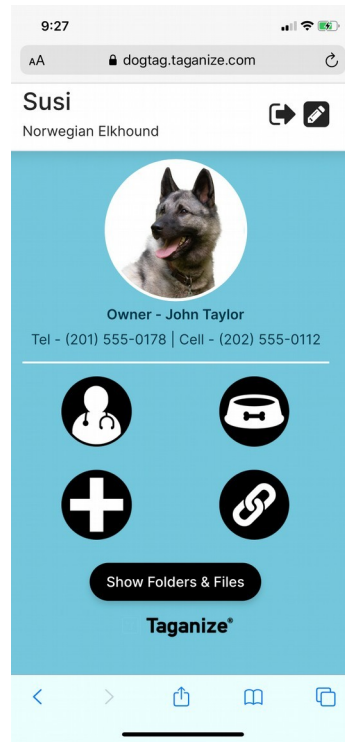 9:27
AA dogtag.taganize.com
Susi
Norwegian Elkhound
Owner - John Taylor
Tel - (201) 555-0178 | Cell - (202) 555-0112
Show Folders & Files
Taganize®